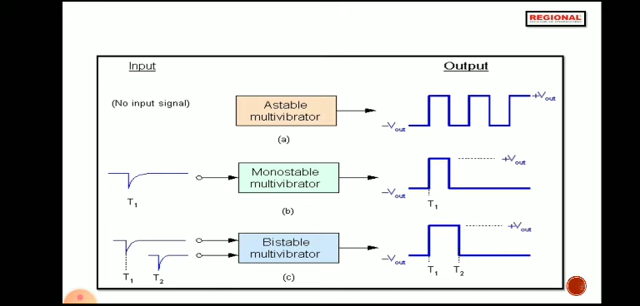 REGIONAL
Input
Output
(No input signal)
Astable
multivibrator
(a)
+Vout
−Vout
Monostable
multivibrator
(b)
T1
+Vout
−Vout
T1
Bistable
multivibrator
(c)
T1
T2
+Vout
−Vout
T1
T2